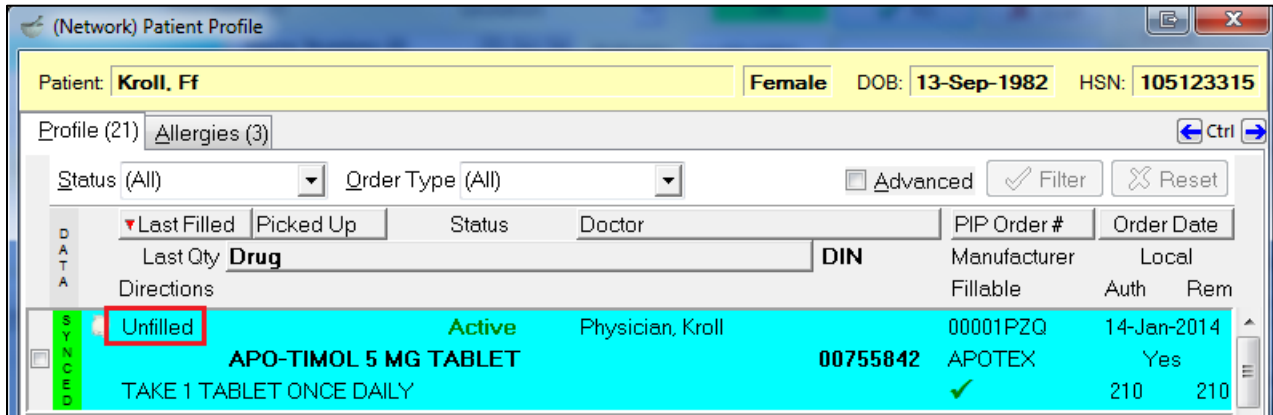 (Network) Patient Profile
Patient: Kroll, Ff Female DOB: 13-Sep-1982 HSN: 105123315
Profile (21) Allergies (3) Ctrl
Status (All) Order Type (All) Advanced Filter Reset
DATA
Last Filled Picked Up Status Doctor PIP Order # Order Date
Last Qty Drug DIN Manufacturer Local
Directions Fillable Auth Rem
SYNCED
Unfilled Active Physician, Kroll 00001PZQ 14-Jan-2014
APO-TIMOL 5 MG TABLET 00755842 APOTEX Yes
TAKE 1 TABLET ONCE DAILY 210 210